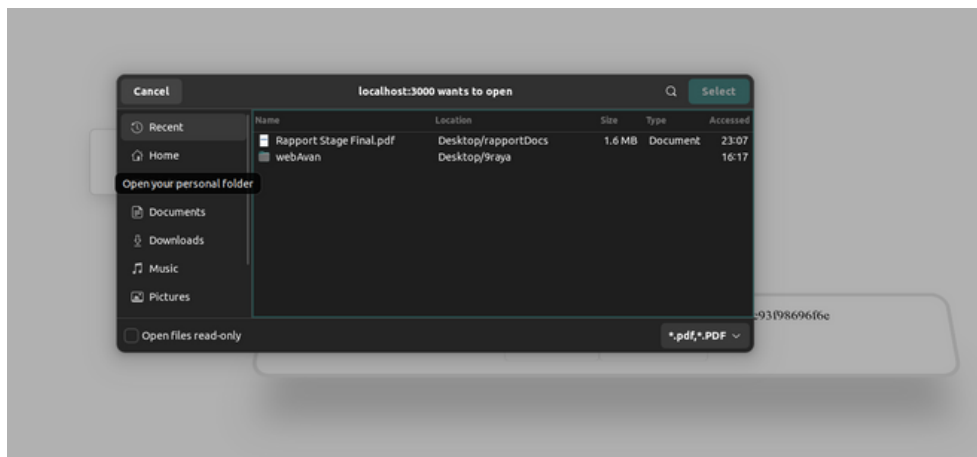 Cancel
localhost:3000 wants to open
Select
Recent
Home
Open your personal folder
Documents
Downloads
Music
Pictures
Name Location Size Type Accessed
Rapport Stage Final.pdf Desktop/rapportDocs 1.6 MB Document 23:07
webAvan Desktop/9raya 16:17
Open files read-only
*.pdf,*.PDF
93f98696f6e